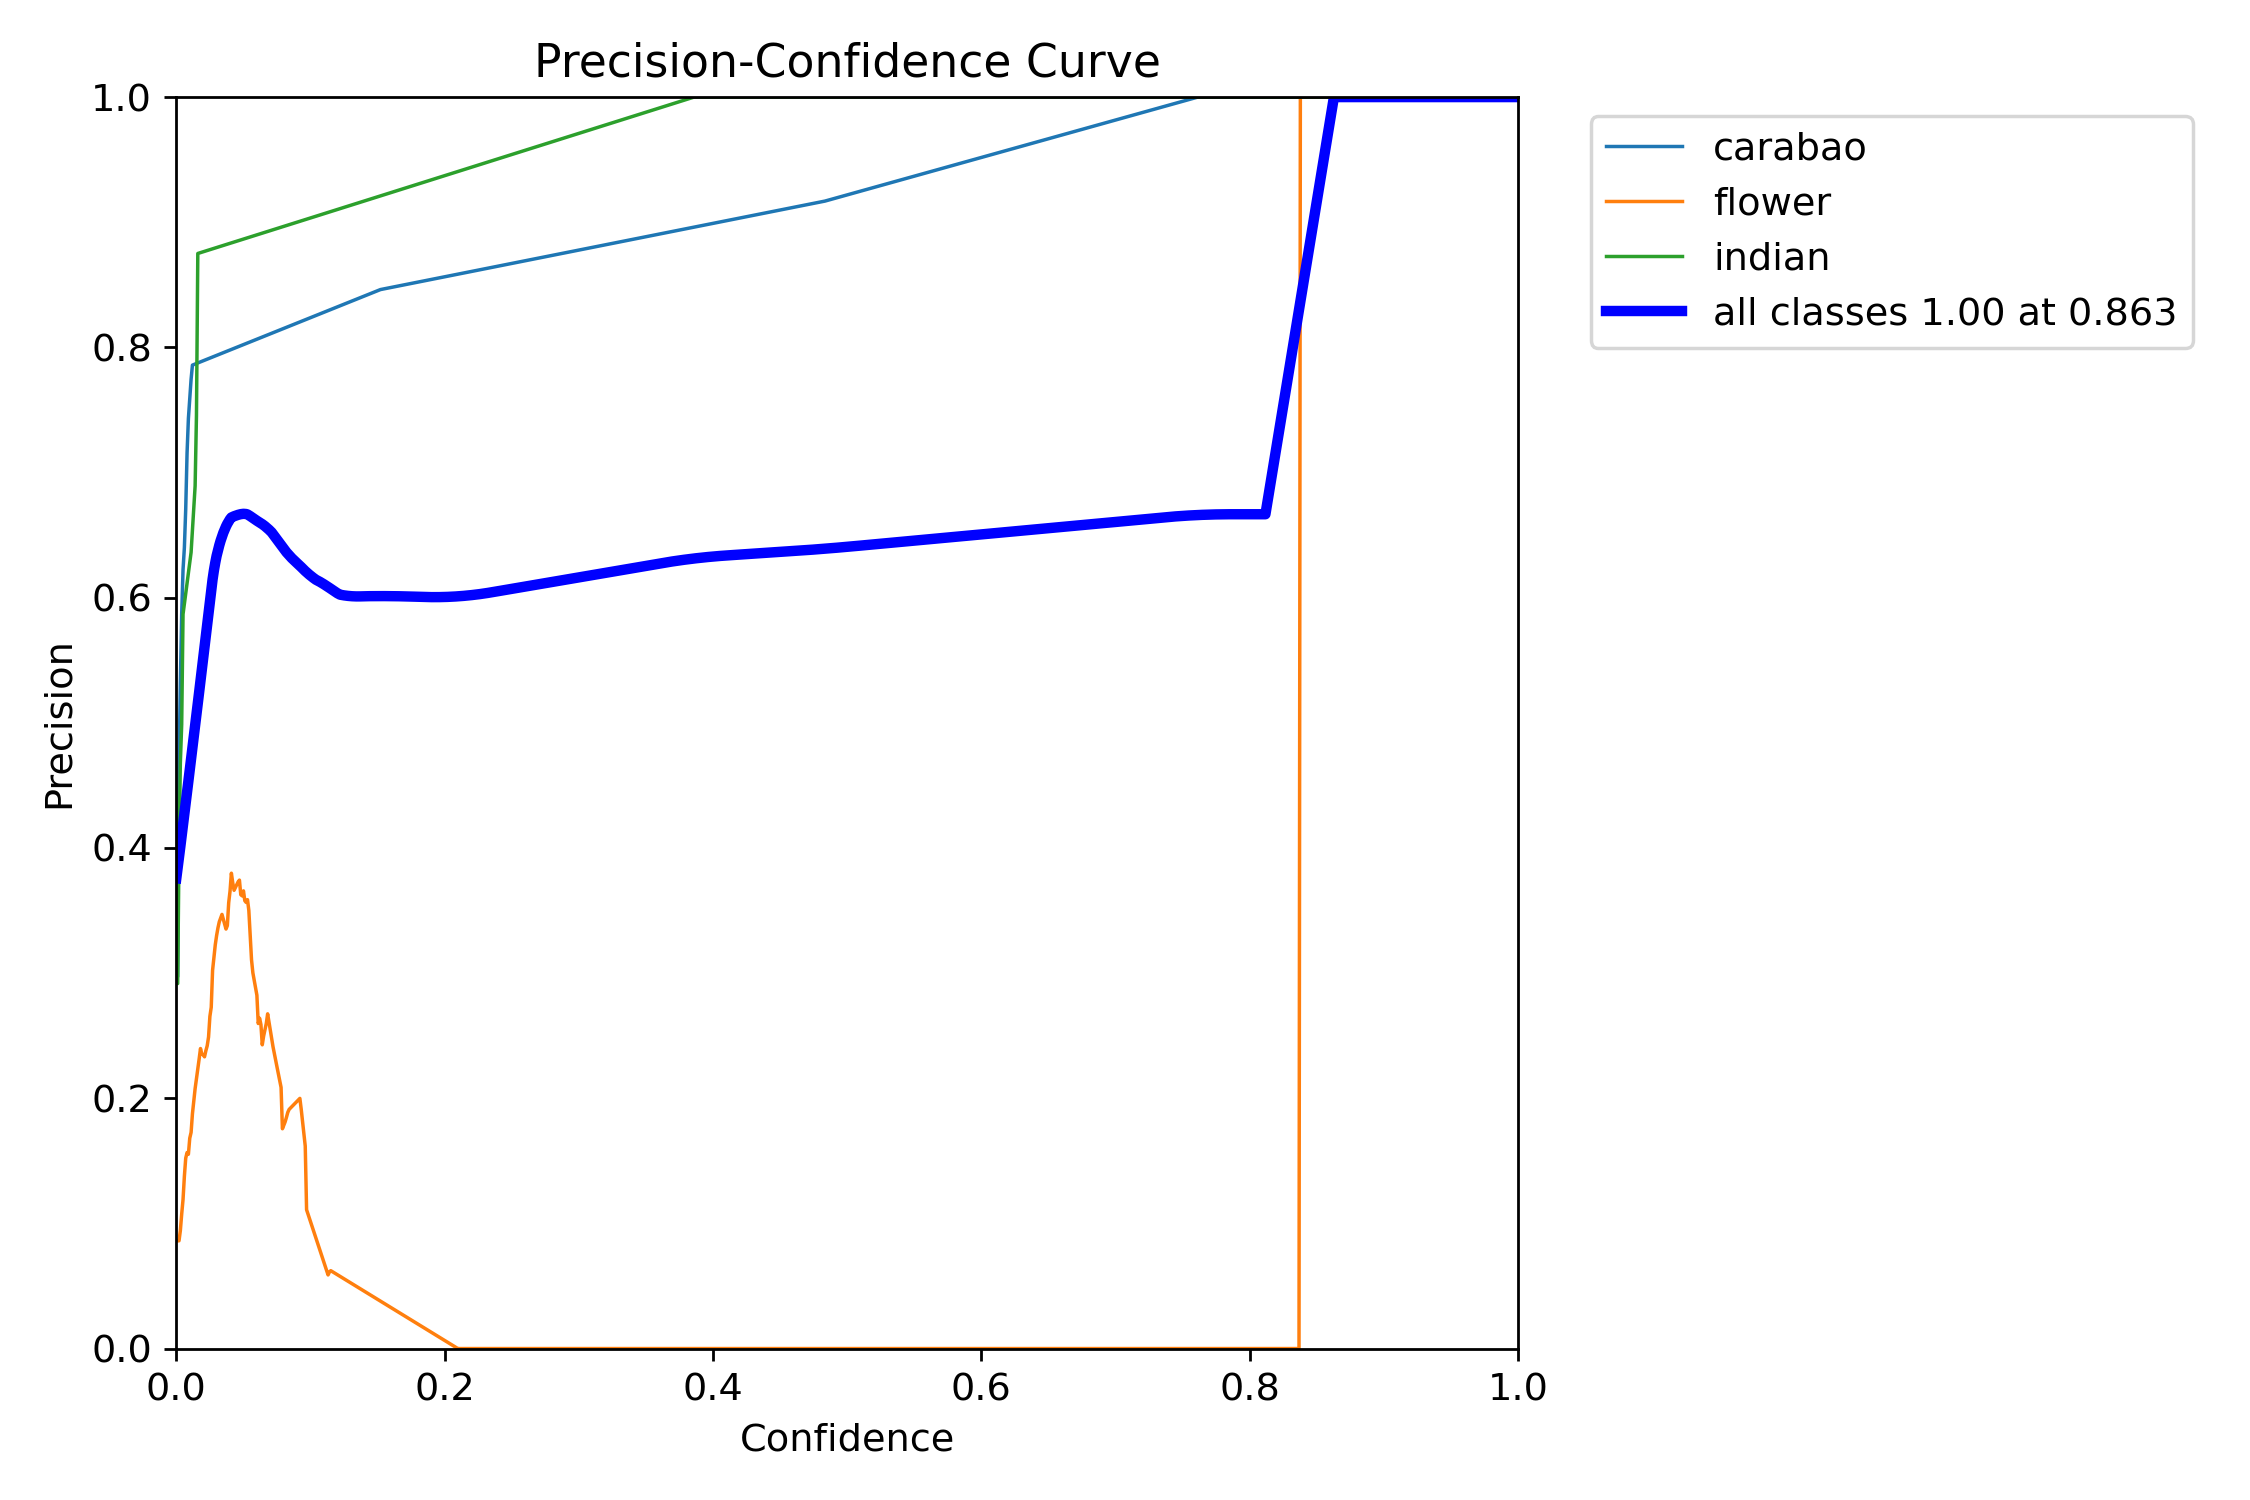 Precision-Confidence Curve
1.0
0.8
0.6
0.4
0.2
0.0
Precision
0.0 0.2 0.4 0.6 0.8 1.0
Confidence
carabao
flower
indian
all classes 1.00 at 0.863